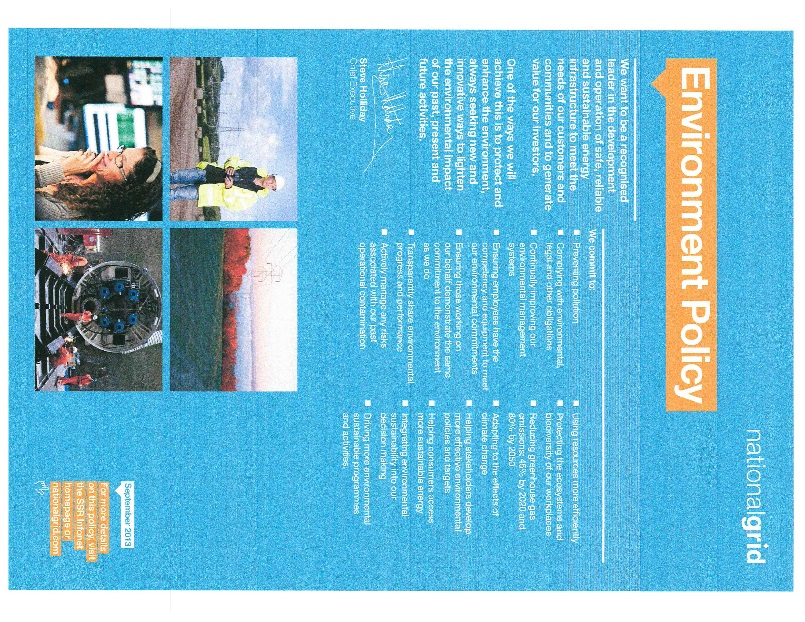 nationalgrid
Environment Policy
We want to be a recognised
leader in the development
and operation of safe, reliable
and sustainable energy
infrastructure to meet the
needs of our customers and
communities and to generate
value for our investors.
One of the ways we will
achieve this is to protect and
enhance the environment,
always seeking new and
innovative ways to lighten
the environmental impact
of our past, present and
future activities.
Steve Holliday
Chief Executive
We commit to:
Preventing pollution
Complying with environmental,
legal and other obligations
Continually improving our
environmental management
systems
Ensuring employees have the
competency and equipment to meet
our environmental commitments
Ensuring those working on
our behalf demonstrate the same
commitment to the environment
as we do
Transparently share environmental
progress and performance
Actively manage any risks
associated with our past
operational contamination
Using resources more efficiently
Protecting the ecosystems and
biodiversity of our workplaces
Reducing greenhouse gas
emissions: 45% by 2020 and
80% by 2050
Adapting to the effects of
climate change
Helping stakeholders develop
more effective environmental
policies and targets
Helping consumers access
more sustainable energy
Integrating environmental
sustainability into our
decision making
Driving more environmental
sustainable programmes
and activities
September 2013
For more details
on this policy, visit
the SSR Infonet
homepage on
nationalgrid.com